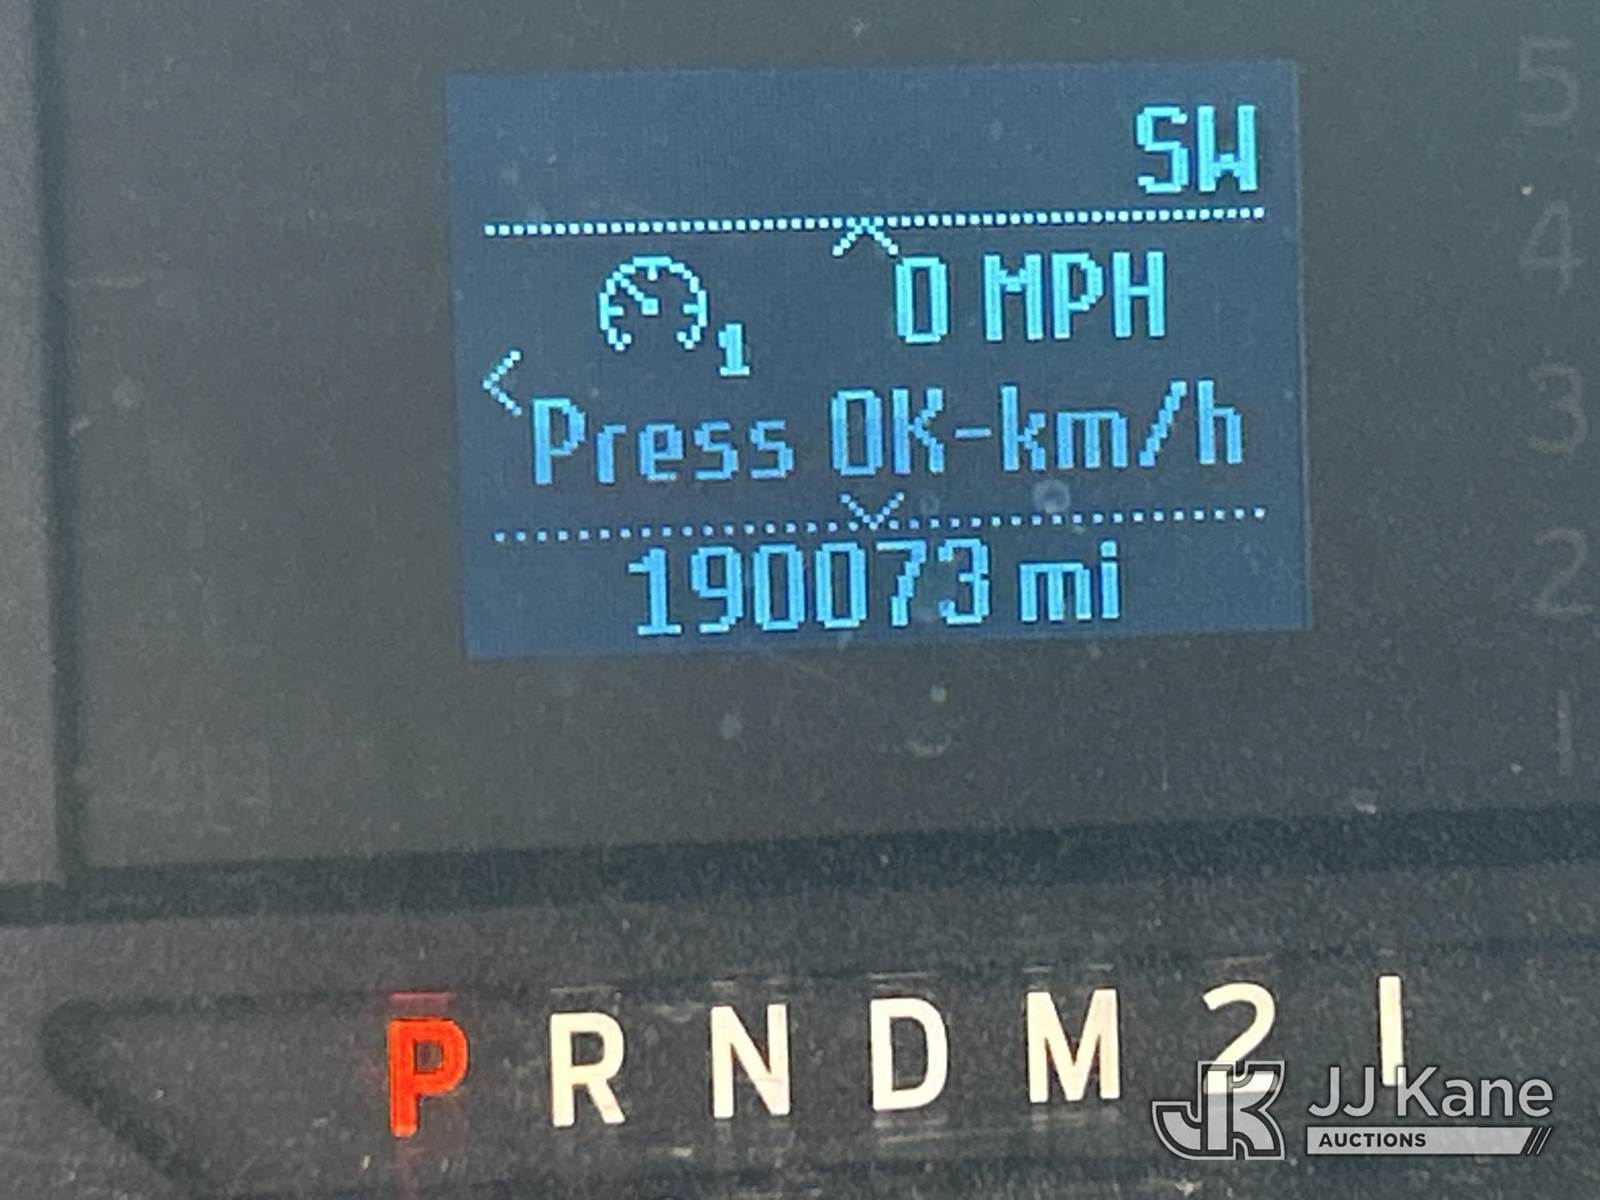 SW
0 MPH
1
Press OK-km/h
190073 mi
5
4
3
2
1
P R N D M 2 1
JK JJ Kane
AUCTIONS